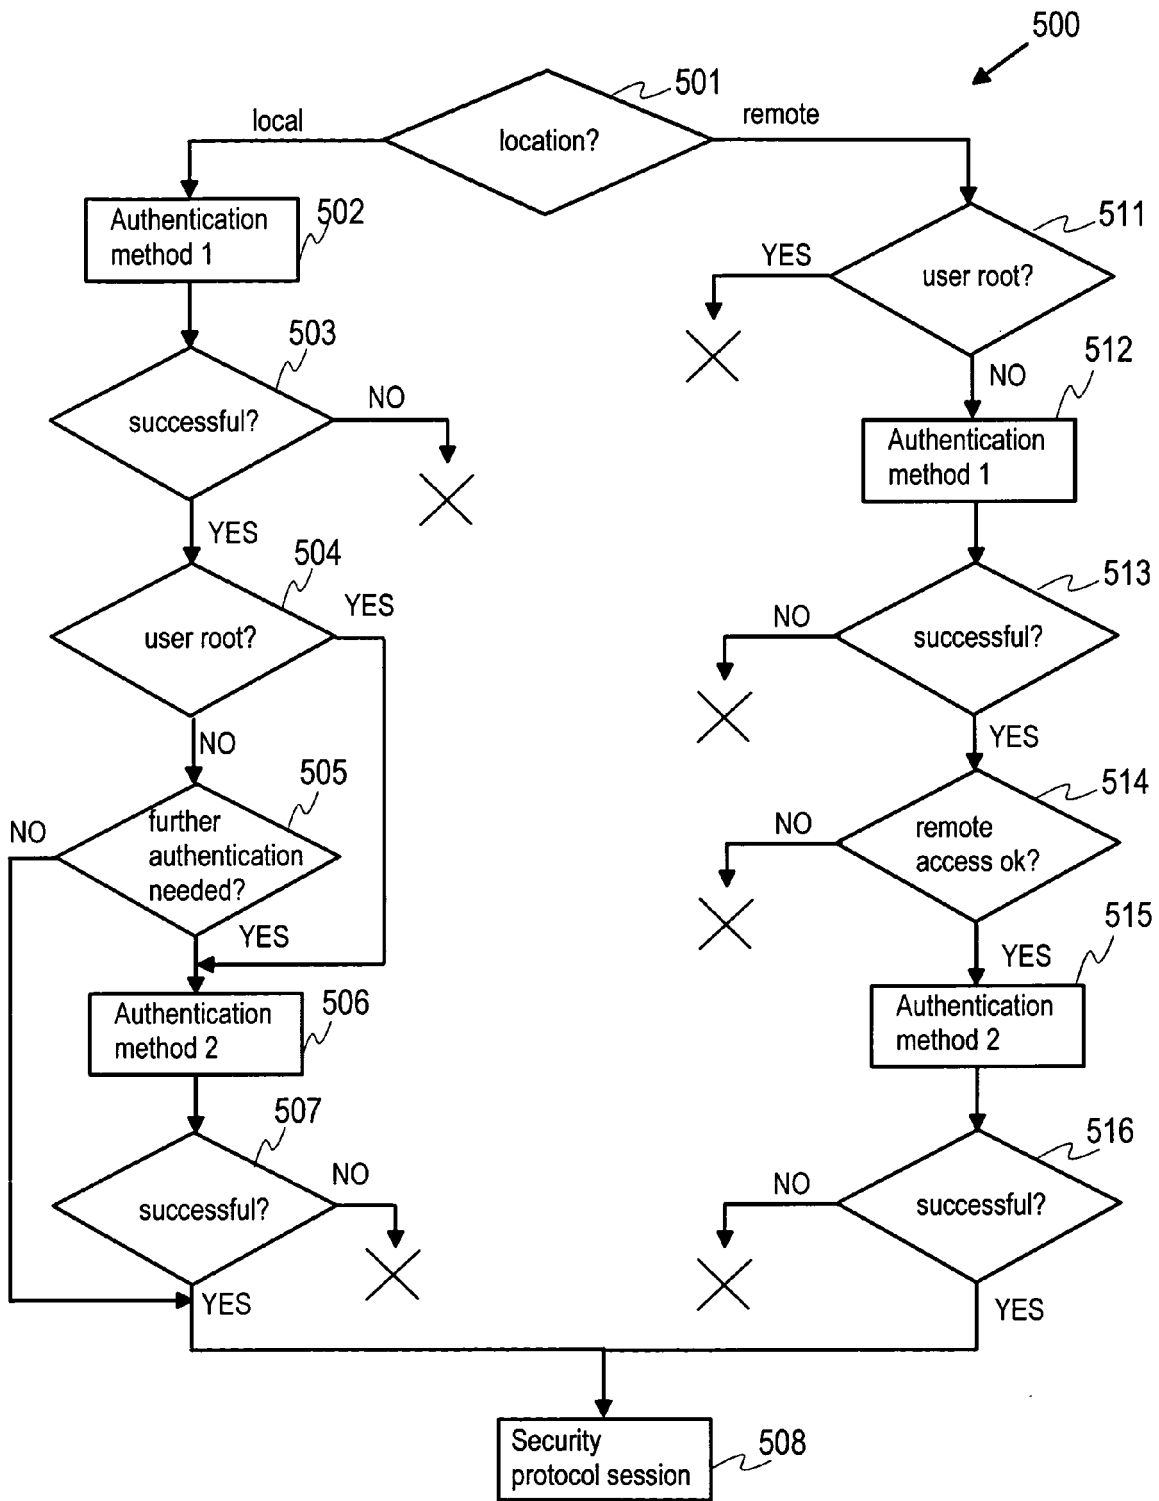 500
501
local
remote
location?
Authentication
method 1
502
511
YES
user root?
503
successful?
NO
512
NO
Authentication
method 1
YES
504
YES
user root?
513
NO
successful?
NO
YES
505
NO
further
authentication
needed?
514
NO
remote
access ok?
YES
YES
515
Authentication
method 2
506
Authentication
method 2
507
successful?
NO
516
NO
successful?
YES
YES
Security
protocol session
508